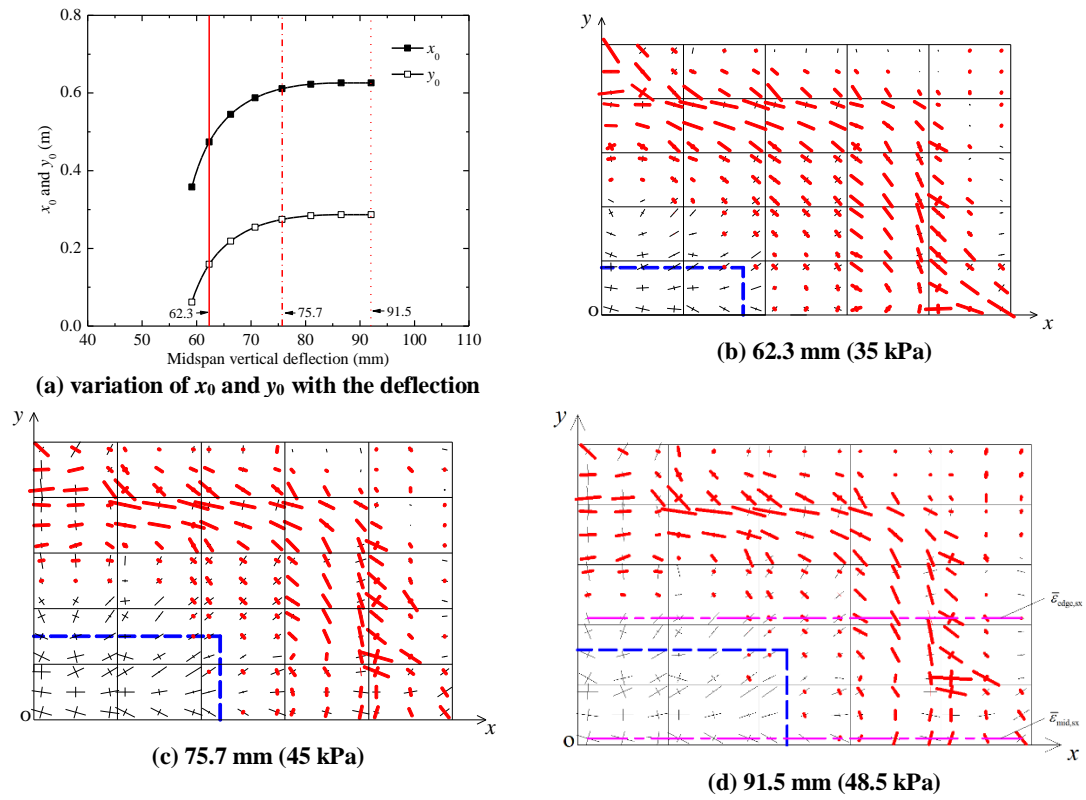 0.8
0.6
0.4
0.2
0.0
x₀ and y₀ (m)
x₀
y₀
62.3
75.7
91.5
40 50 60 70 80 90 100 110
Midspan vertical deflection (mm)
(a) variation of x₀ and y₀ with the deflection
y
o
x
(b) 62.3 mm (35 kPa)
y
o
x
(c) 75.7 mm (45 kPa)
y
ε̅edge,sx
ε̅mid,sx
o
x
(d) 91.5 mm (48.5 kPa)